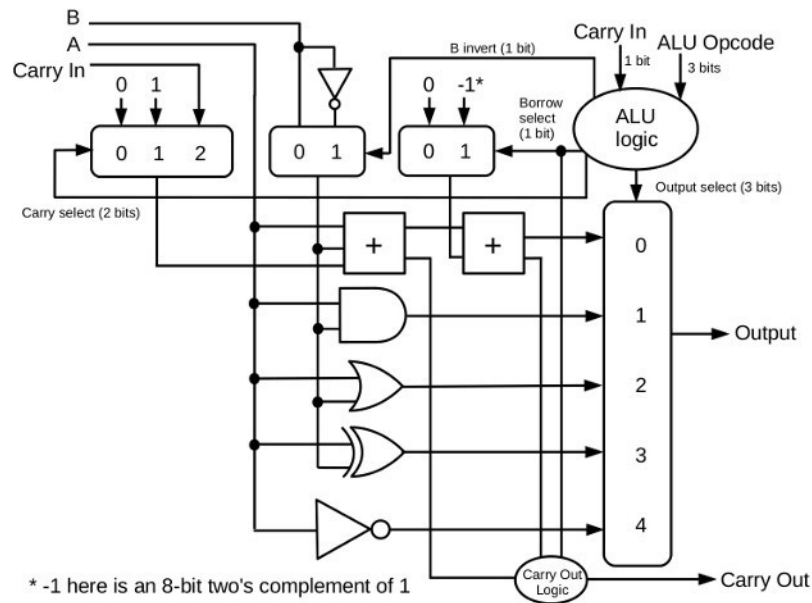 B
A
Carry In
0 1
0 1 2
Carry select (2 bits)
0 1
B invert (1 bit)
0 -1*
0 1
Borrow
select
(1 bit)
Carry In
1 bit
ALU Opcode
3 bits
ALU
logic
Output select (3 bits)
+
+
0
1
2
3
4
Output
Carry Out
Logic
Carry Out
* -1 here is an 8-bit two's complement of 1